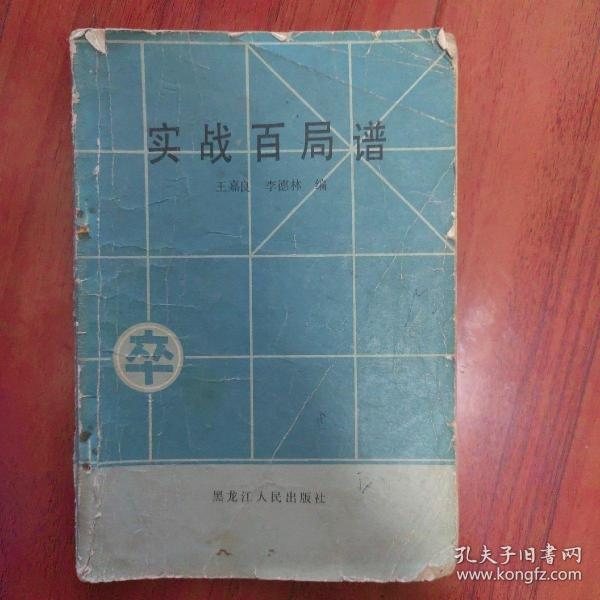 实战百局谱
王嘉良 李德林 编
卒
黑龙江人民出版社
孔夫子旧书网
www.kongfz.com